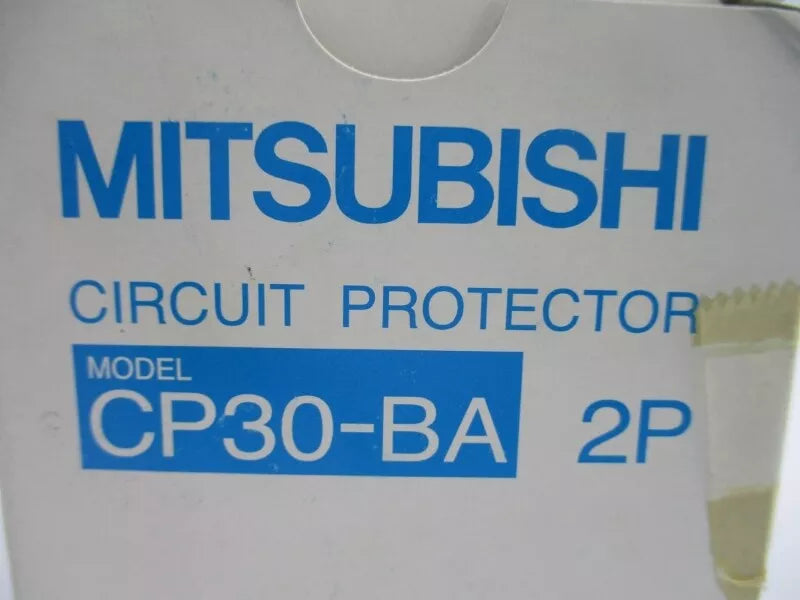 MITSUBISHI
CIRCUIT PROTECTOR
MODEL
CP30-BA 2P